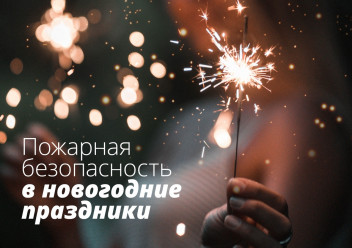 Пожарная
безопасность
в новогодние
праздники